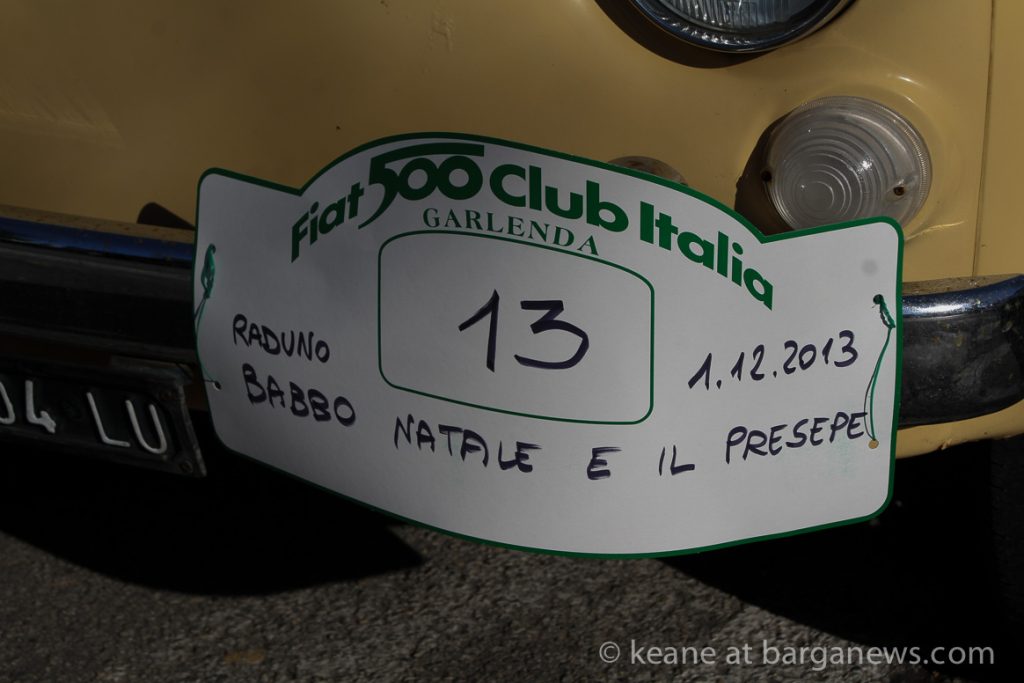 Fiat 500 Club Italia
GARLENDA
13
RADUNO
BABBO NATALE E IL PRESEPE
1.12.2013
04 LU
© keane at barganews.com